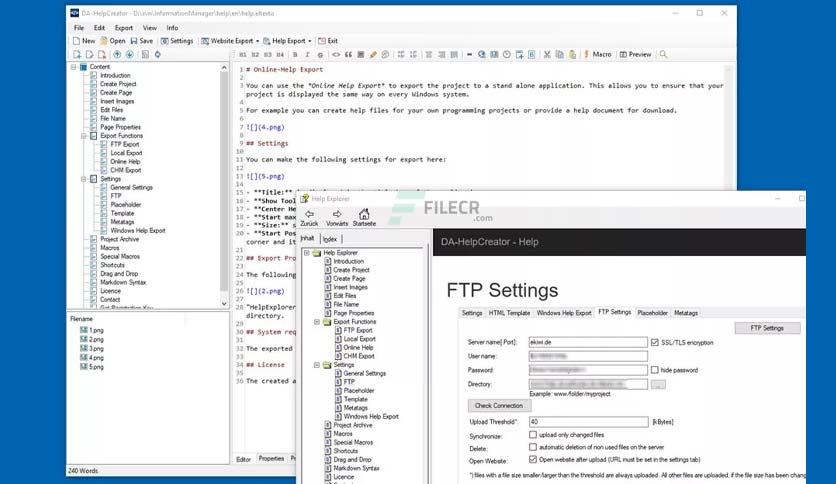 DA-HelpCreator - D:\svn\InformationManager\help\en\help.eltexto
File Edit Export View Info
New Open Save Settings Website Export Help Export Exit
H1 H2 H3 H4 B I S Macro Preview
Content
Introduction
Create Project
Create Page
Insert Images
Edit Files
File Name
Page Properties
Export Functions
FTP Export
Local Export
Online Help
CHM Export
Settings
General Settings
FTP
Placeholder
Template
Metatags
Windows Help Export
Project Archive
Macros
Special Macros
Shortcuts
Drag and Drop
Markdown Syntax
Licence
Contact
Filename
1.png
2.png
3.png
4.png
5.png
240 Words
1 # Online-Help Export
2
3 You can use the *Online Help Export* to export the project to a stand alone application. This allows you to ensure that your
project is displayed the same way on every Windows system.
4
5 For example you can create help files for your own programming projects or provide a help document for download.
6
7 ![](4.png)
8
9 ## Settings
10
11 You can make the following settings for export here:
12
13 ![](5.png)
14
15 - **Title:**
16 - **Show Tool
17 - **Center He
18 - **Start max
19 - **Size:** s
20 - **Start Pos
corner and it
21
22 ## Export Pro
23
24 The following
25
26 ![](2.png)
27
28 "HelpExplorer
directory.
29
30 ## System req
31
32 The exported
33
34 ## License
35
36 The created a
Editor Properties
Help Explorer
FILECR
.com
Zurück Vorwärts Startseite
Inhalt Index
Help Explorer
Introduction
Create Project
Create Page
Insert Images
Edit Files
File Name
Page Properties
Export Functions
FTP Export
Local Export
Online Help
CHM Export
Settings
General Settings
FTP
Placeholder
Template
Metatags
Windows Help Export
Project Archive
Macros
Special Macros
Shortcuts
Drag and Drop
Markdown Syntax
Licence
DA-HelpCreator - Help
FTP Settings
Settings HTML Template Windows Help Export FTP Settings Placeholder Metatags
FTP Settings
Server name[:Port]: ekiwi.de SSL/TLS encryption
User name:
Password: hide password
Directory: ...
Example: www/folder/myproject
Check Connection
Upload Threshold*: 40 [kBytes]
Synchronize: upload only changed files
Delete: automatic deletion of non used files on the server
Open Website: Open website after upload (URL must be set in the settings tab)
*) files with a file size smaller/larger than the threshold are always uploaded. All other files are uploaded, if the file size has been chang